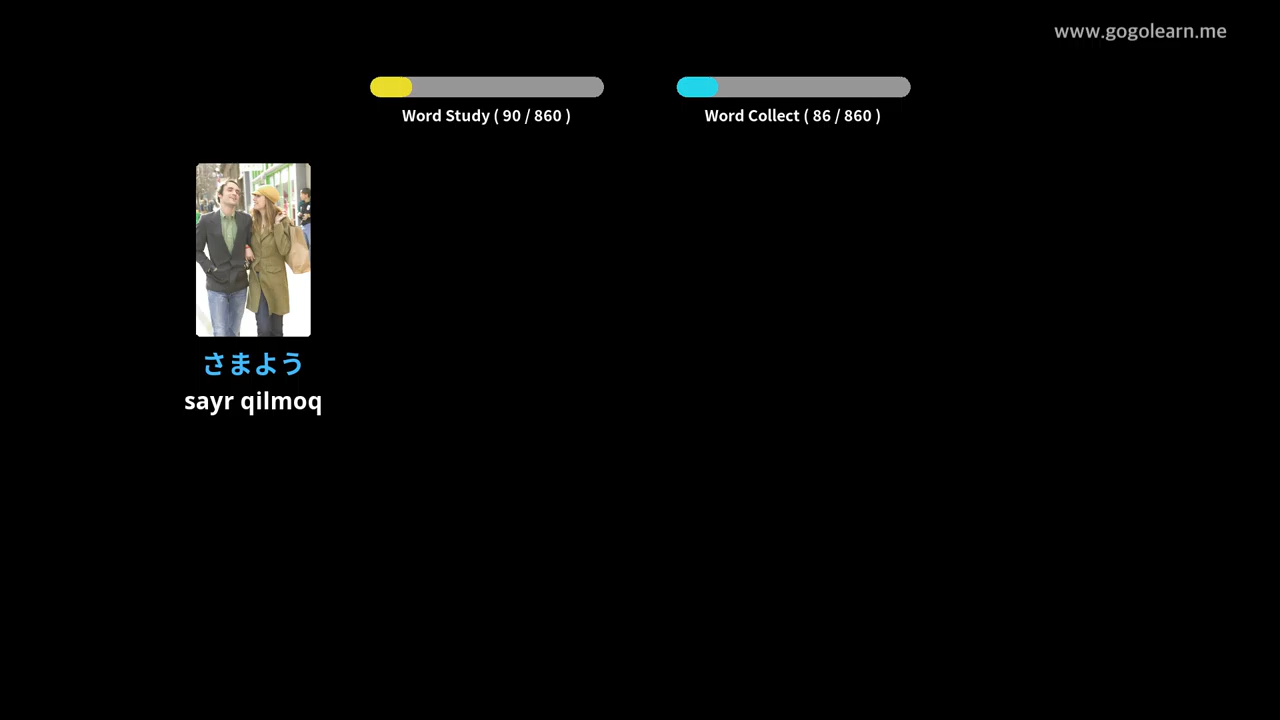 www.gogolearn.me
Word Study ( 90 / 860 )
Word Collect ( 86 / 860 )
さまよう
sayr qilmoq